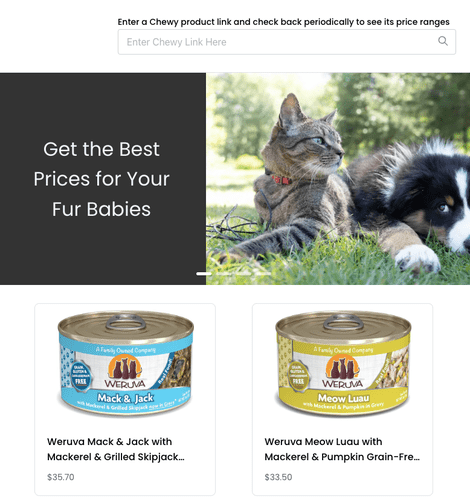 Enter a Chewy product link and check back periodically to see its price ranges
Enter Chewy Link Here
Get the Best
Prices for Your
Fur Babies
A Family Owned Company
GRAIN,
GLUTEN &
FREE
WERUVA
Mack & Jack
with Mackerel & Grilled Skipjack
A Family Owned Company
GRAIN,
GLUTEN &
FREE
WERUVA
Meow Luau
with Mackerel & Pumpkin in Gravy
Weruva Mack & Jack with
Mackerel & Grilled Skipjack...
$35.70
Weruva Meow Luau with
Mackerel & Pumpkin Grain-Fre...
$33.50